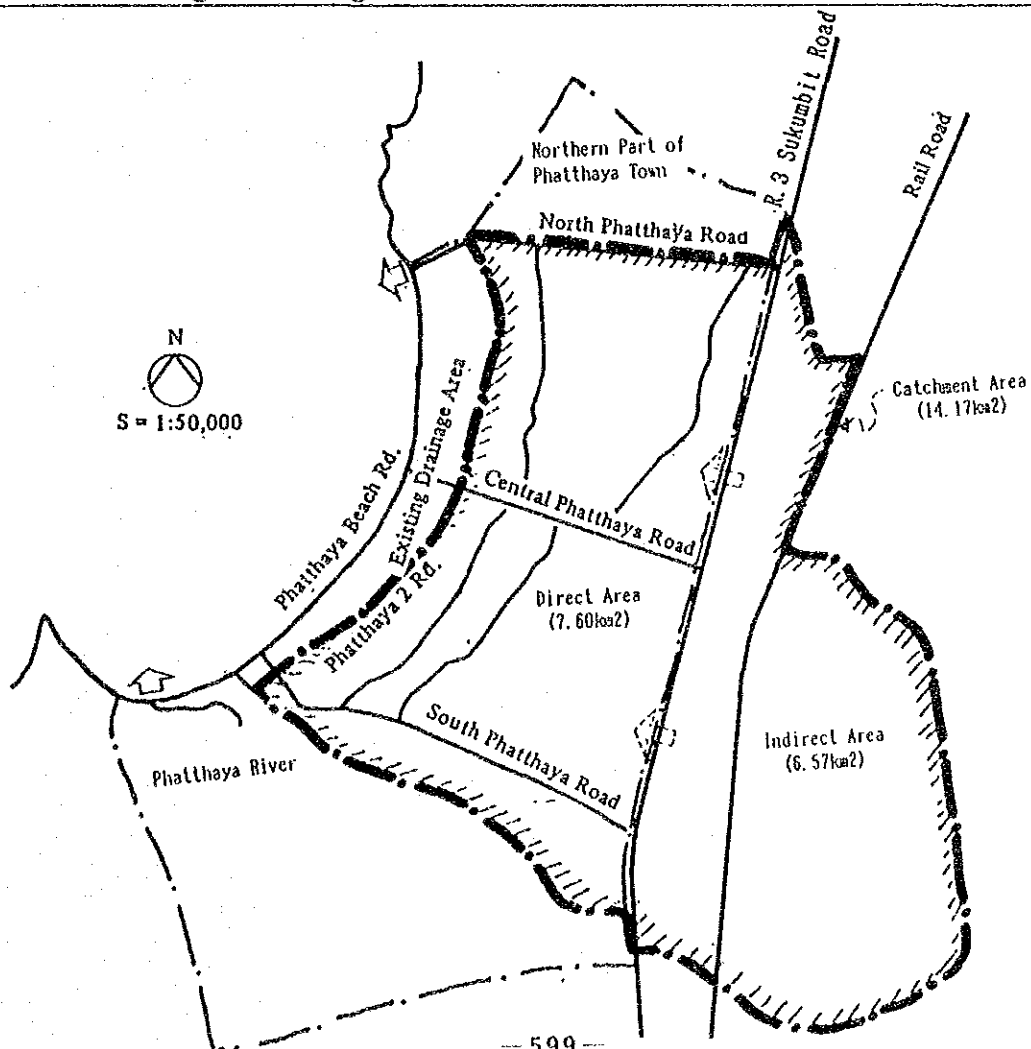 R. 3 Sukumbit Road
Rail Road
Northern Part of
Phatthaya Town
North Phatthaya Road
N
S = 1:50,000
Catchment Area
(14.17km2)
Phatthaya Beach Rd.
Existing Drainage Area
Phatthaya 2 Rd.
Central Phatthaya Road
Direct Area
(7.60km2)
South Phatthaya Road
Indirect Area
(6.57km2)
Phatthaya River
—599—